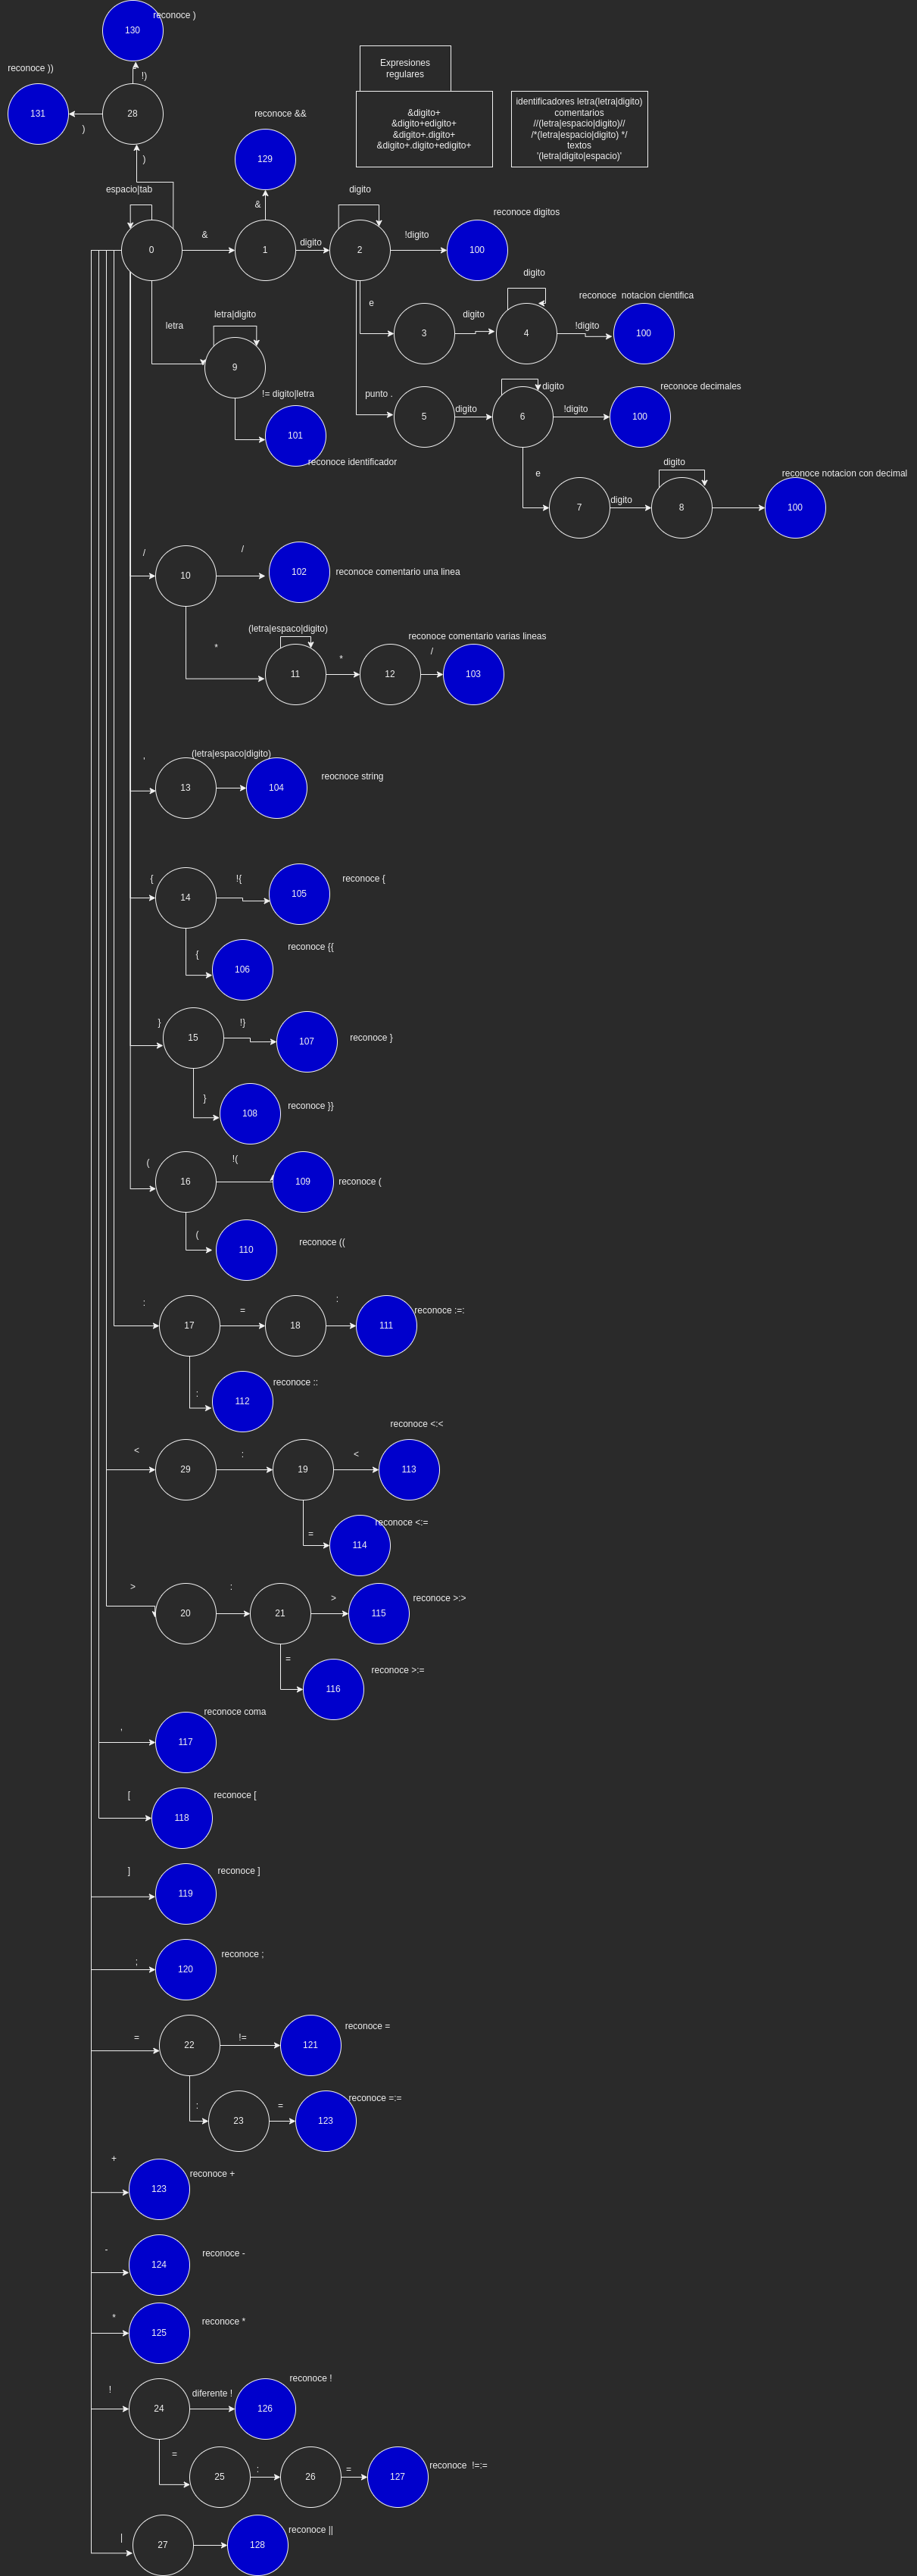 reconoce )
130
!)
reconoce ))
131
)
28
)
Expresiones
regulares
&digito+
&digito+edigito+
&digito+.digito+
&digito+.digito+edigito+
identificadores letra(letra|digito)
comentarios
//(letra|espacio|digito)//
/*(letra|espacio|digito) */
textos
'(letra|digito|espacio)'
reconoce &&
129
&
espacio|tab
0
&
1
digito
digito
2
!digito
reconoce digitos
100
e
3
digito
digito
4
!digito
reconoce  notacion cientifica
100
letra
letra|digito
9
!= digito|letra
101
reconoce identificador
punto .
5
digito
digito
6
!digito
reconoce decimales
100
e
7
digito
digito
8
reconoce notacion con decimal
100
/
10
/
102
reconoce comentario una linea
*
(letra|espaco|digito)
11
*
12
/
reconoce comentario varias lineas
103
'
13
(letra|espaco|digito)
104
reocnoce string
{
14
!{
105
reconoce {
{
106
reconoce {{
}
15
!}
107
reconoce }
}
108
reconoce }}
(
16
!(
109
reconoce (
(
110
reconoce ((
:
17
=
18
:
111
reconoce :=:
:
112
reconoce ::
<
29
:
19
<
reconoce <:<
113
=
114
reconoce <:=
>
20
:
21
>
115
reconoce >:>
=
116
reconoce >:=
,
117
reconoce coma
[
118
reconoce [
]
119
reconoce ]
;
120
reconoce ;
=
22
!=
121
reconoce =
:
23
=
123
reconoce =:=
+
123
reconoce +
-
124
reconoce -
*
125
reconoce *
!
24
diferente !
126
reconoce !
=
25
:
26
=
127
reconoce  !=:=
|
27
128
reconoce ||